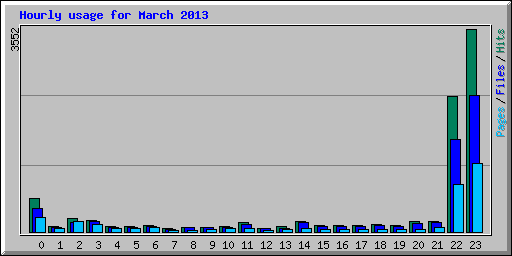 Hourly usage for March 2013
3552
Pages/Files/Hits
0 1 2 3 4 5 6 7 8 9 10 11 12 13 14 15 16 17 18 19 20 21 22 23